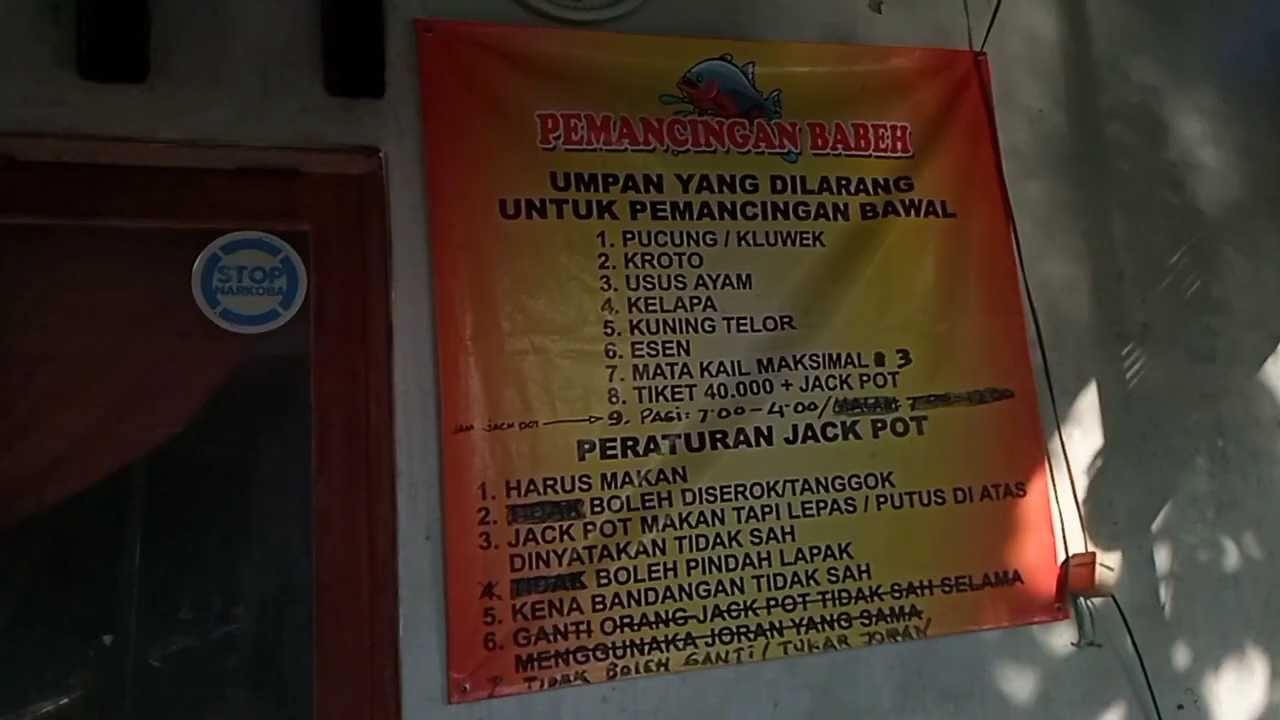 PEMANCINGAN BABEH
UMPAN YANG DILARANG
UNTUK PEMANCINGAN BAWAL
1. PUCUNG / KLUWEK
2. KROTO
3. USUS AYAM
4. KELAPA
5. KUNING TELOR
6. ESEN
7. MATA KAIL MAKSIMAL 3
8. TIKET 40.000 + JACK POT
JAM JACK POT → 9. PAGI: 7.00 - 4.00/
PERATURAN JACK POT
1. HARUS MAKAN
2. BOLEH DISEROK/TANGGOK
3. JACK POT MAKAN TAPI LEPAS / PUTUS DI ATAS
DINYATAKAN TIDAK SAH
TIDAK BOLEH PINDAH LAPAK
5. KENA BANDANGAN TIDAK SAH
6. GANTI ORANG JACK POT TIDAK SAH SELAMA
MENGGUNAKA JORAN YANG SAMA
7 TIDAK BOLEH GANTI / TUKAR JORAN
STOP
NARKOBA